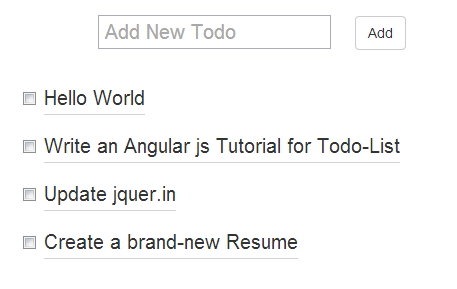 Add New Todo
Add
Hello World
Write an Angular js Tutorial for Todo-List
Update jquer.in
Create a brand-new Resume